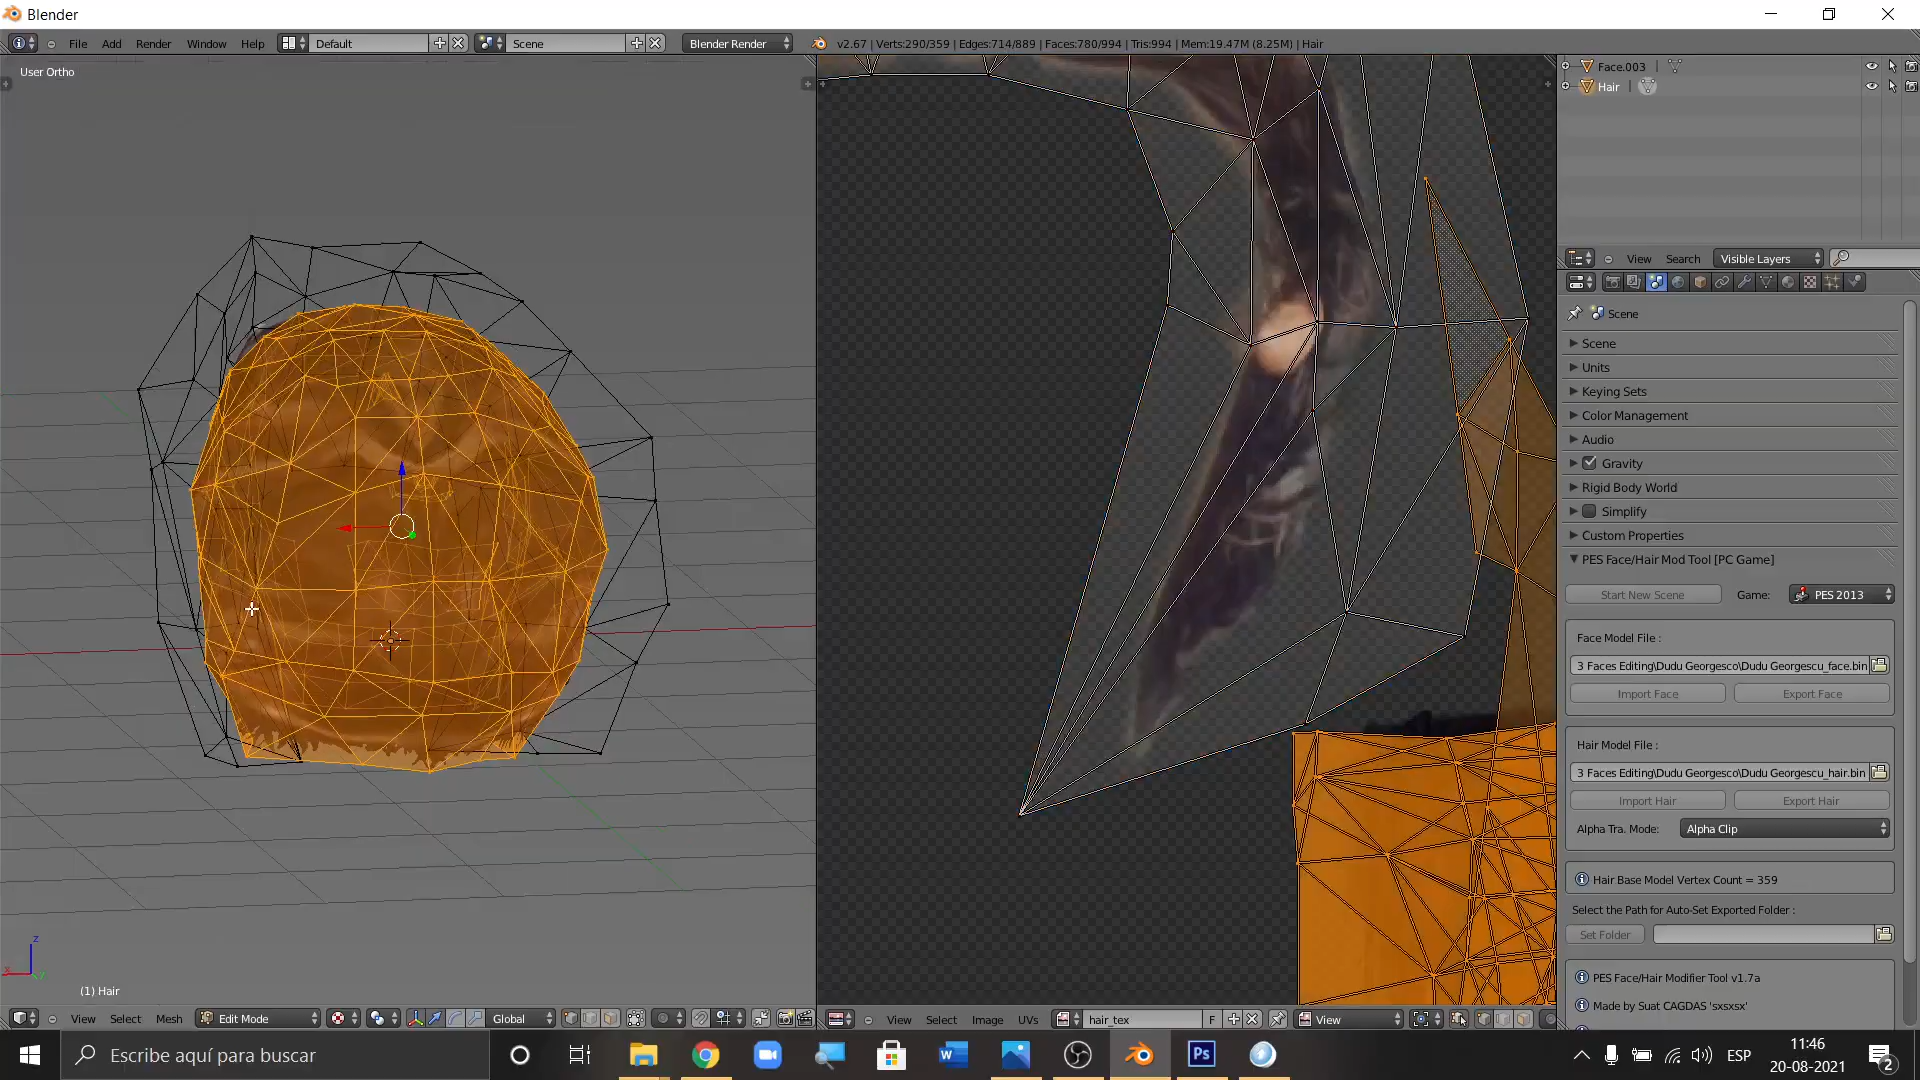 Blender
File Add Render Window Help Default Scene Blender Render v2.67 | Verts:290/359 | Edges:714/889 | Faces:780/994 | Tris:994 | Mem:19.47M (8.25M) | Hair
User Ortho
Face.003
Hair
View Search Visible Layers
Scene
Scene
Units
Keying Sets
Color Management
Audio
Gravity
Rigid Body World
Simplify
Custom Properties
PES Face/Hair Mod Tool [PC Game]
Start New Scene Game: PES 2013
Face Model File :
3 Faces Editing\Dudu Georgesco\Dudu Georgescu_face.bin
Import Face Export Face
Hair Model File :
3 Faces Editing\Dudu Georgesco\Dudu Georgescu_hair.bin
Import Hair Export Hair
Alpha Tra. Mode: Alpha Clip
Hair Base Model Vertex Count = 359
Select the Path for Auto-Set Exported Folder :
Set Folder
PES Face/Hair Modifier Tool v1.7a
Made by Suat CAGDAS 'sxsxsx'
z
x
y
(1) Hair
View Select Mesh Edit Mode Global
View Select Image UVs hair_tex F View
Escribe aquí para buscar
ESP
11:46
20-08-2021
2